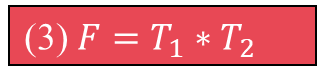 (3) F = T₁ * T₂